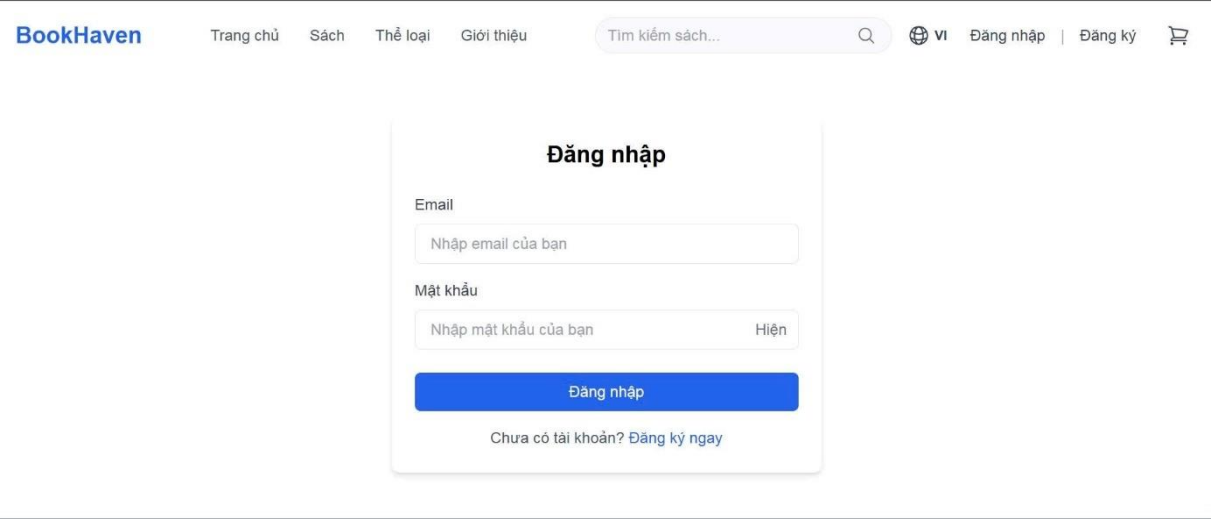 BookHaven Trang chủ Sách Thể loại Giới thiệu Tìm kiếm sách... VI Đăng nhập | Đăng ký
Đăng nhập
Email
Nhập email của bạn
Mật khẩu
Nhập mật khẩu của bạn Hiện
Đăng nhập
Chưa có tài khoản? Đăng ký ngay